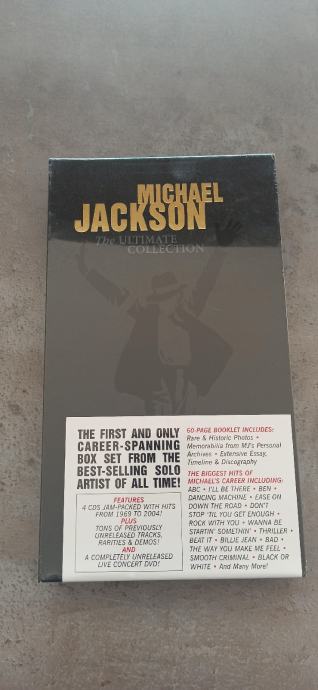 MICHAEL
JACKSON
The ULTIMATE
COLLECTION
THE FIRST AND ONLY
CAREER-SPANNING
BOX SET FROM THE
BEST-SELLING SOLO
ARTIST OF ALL TIME!
FEATURES
4 CDS JAM-PACKED WITH HITS
FROM 1969 TO 2004!
PLUS
TONS OF PREVIOUSLY
UNRELEASED TRACKS,
RARITIES & DEMOS!
AND
A COMPLETELY UNRELEASED
LIVE CONCERT DVD!
60-PAGE BOOKLET INCLUDES:
Rare & Historic Photos •
Memorabilia from MJ's Personal
Archives • Extensive Essay,
Timeline & Discography
THE BIGGEST HITS OF
MICHAEL'S CAREER INCLUDING:
ABC • I'LL BE THERE • BEN •
DANCING MACHINE • EASE ON
DOWN THE ROAD • DON'T
STOP 'TIL YOU GET ENOUGH •
ROCK WITH YOU • WANNA BE
STARTIN' SOMETHIN' • THRILLER •
BEAT IT • BILLIE JEAN • BAD •
THE WAY YOU MAKE ME FEEL •
SMOOTH CRIMINAL • BLACK OR
WHITE • And Many More!